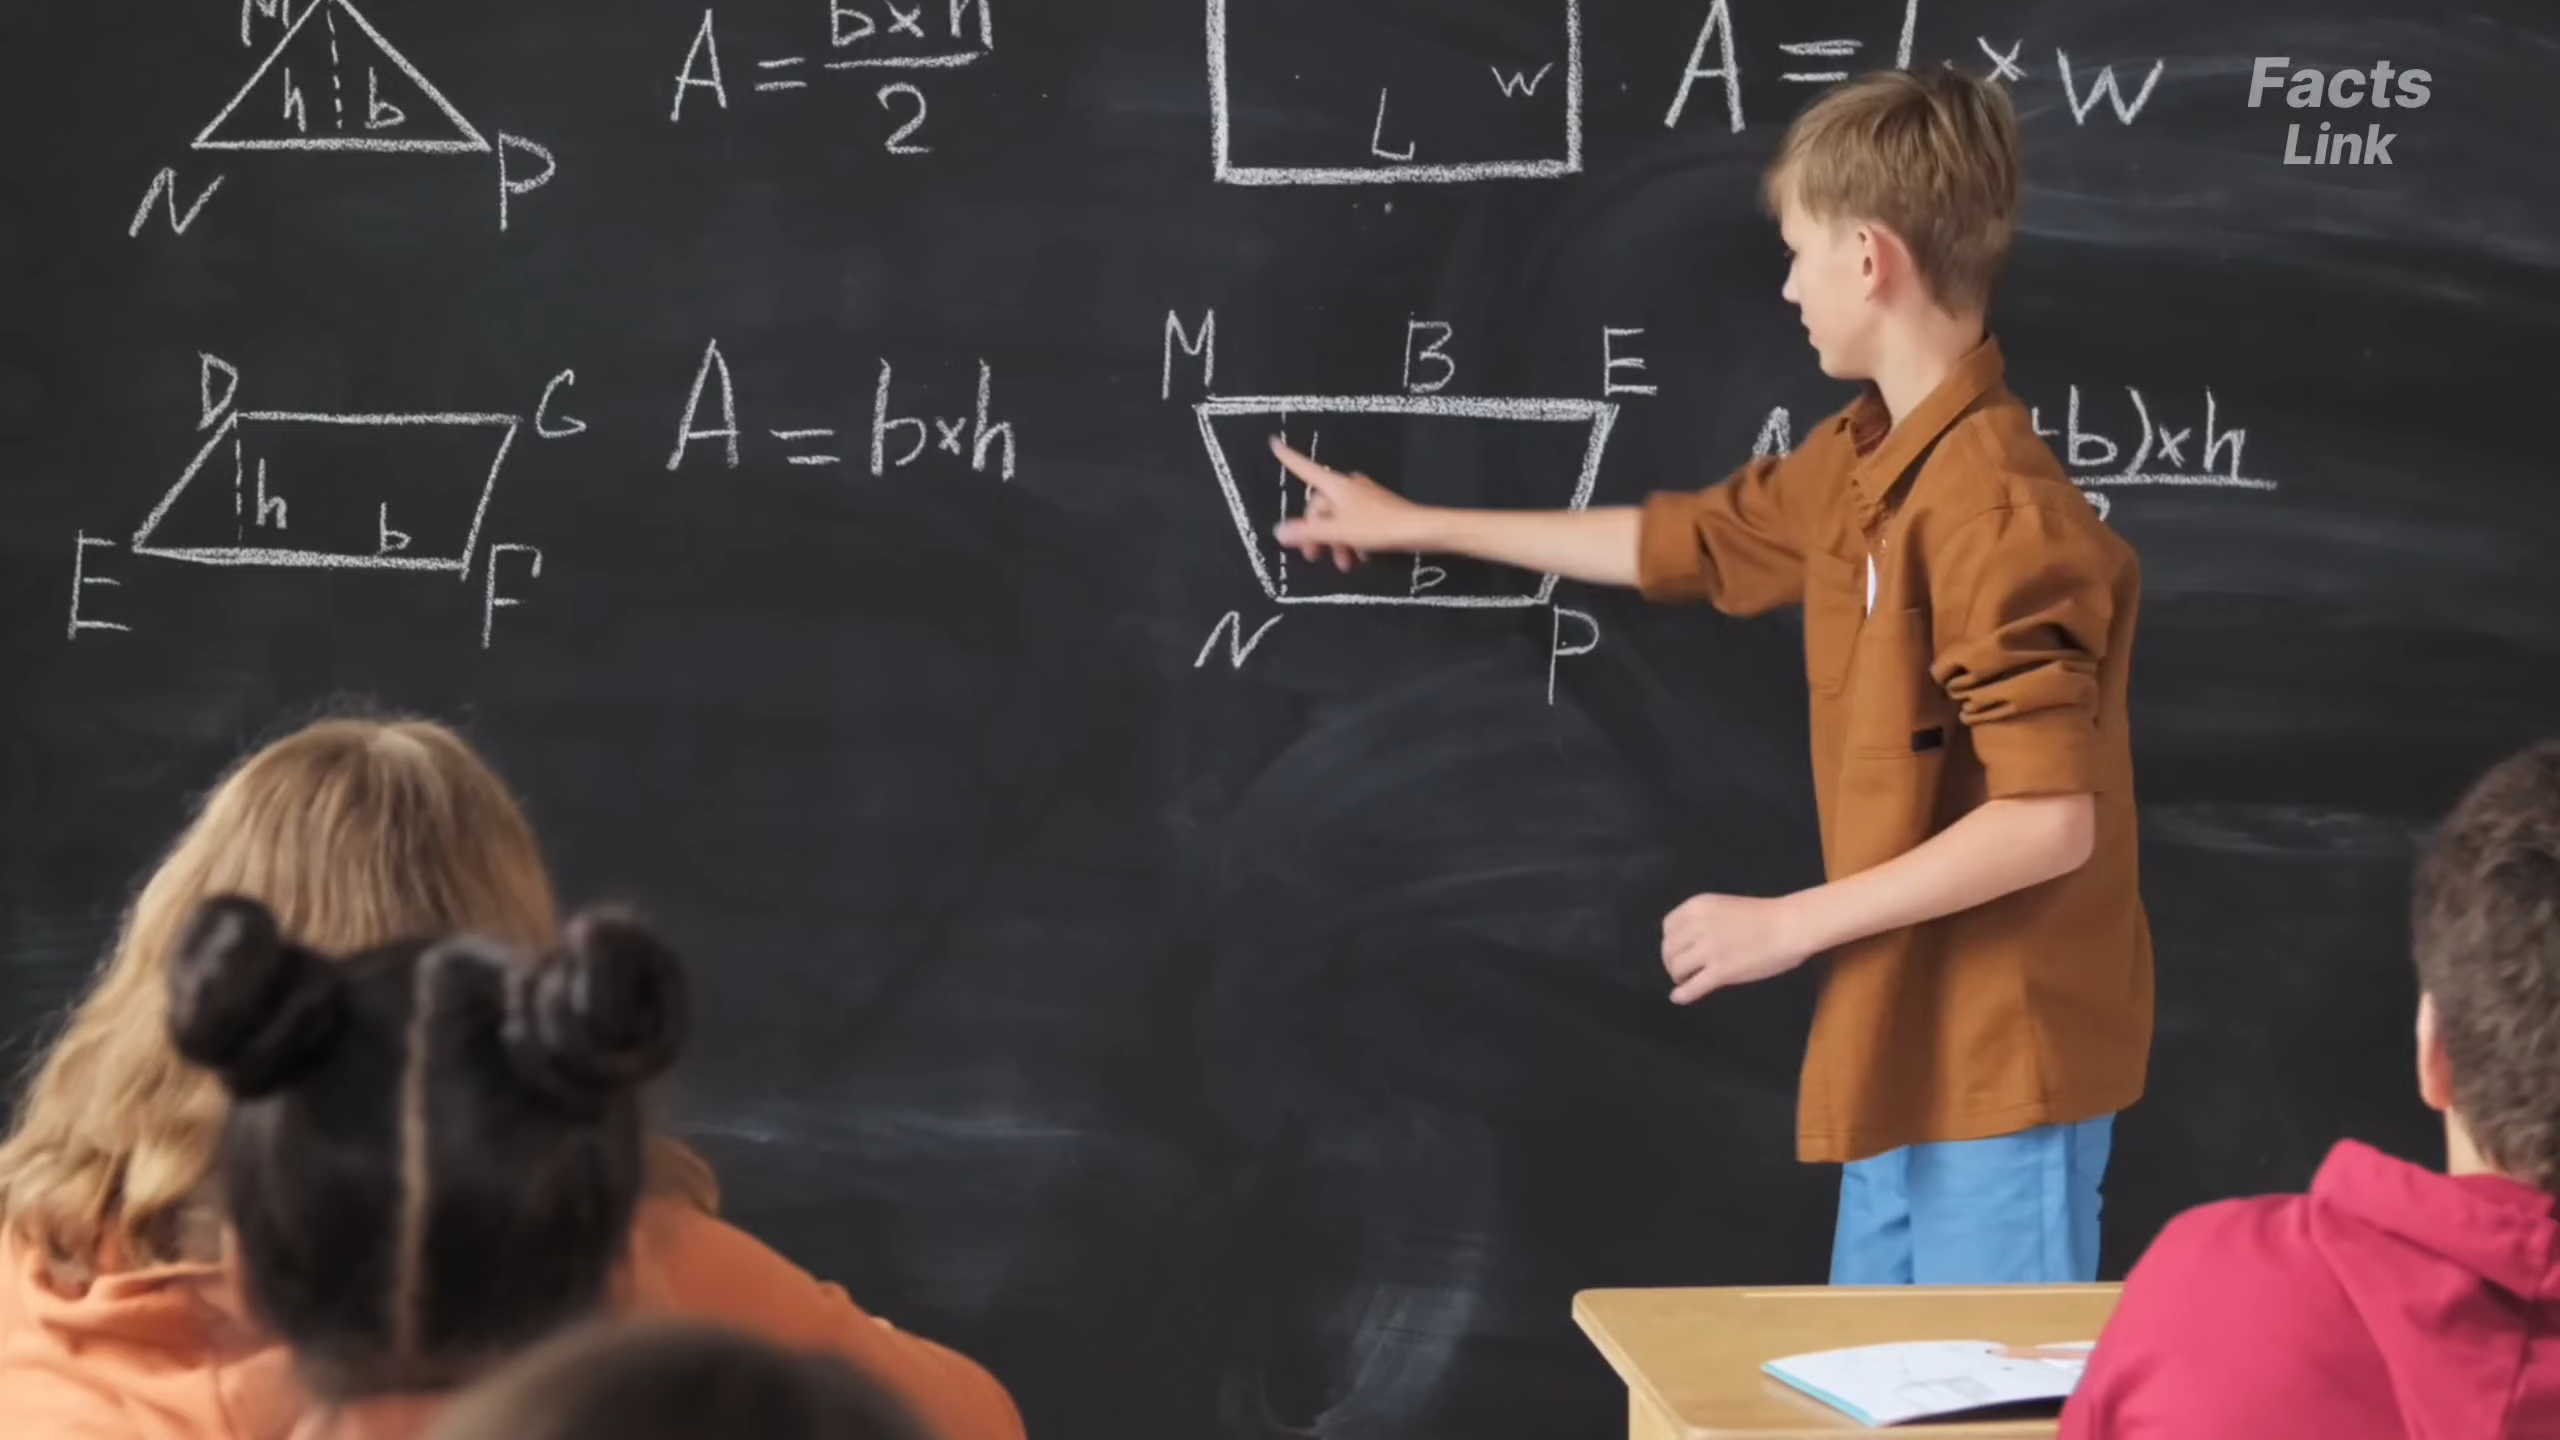 M
h b
N P
A = b×h
2
L w
A = L × w
Facts
Link
D G
h b
E F
A = b×h
M B E
b
N P
b)×h